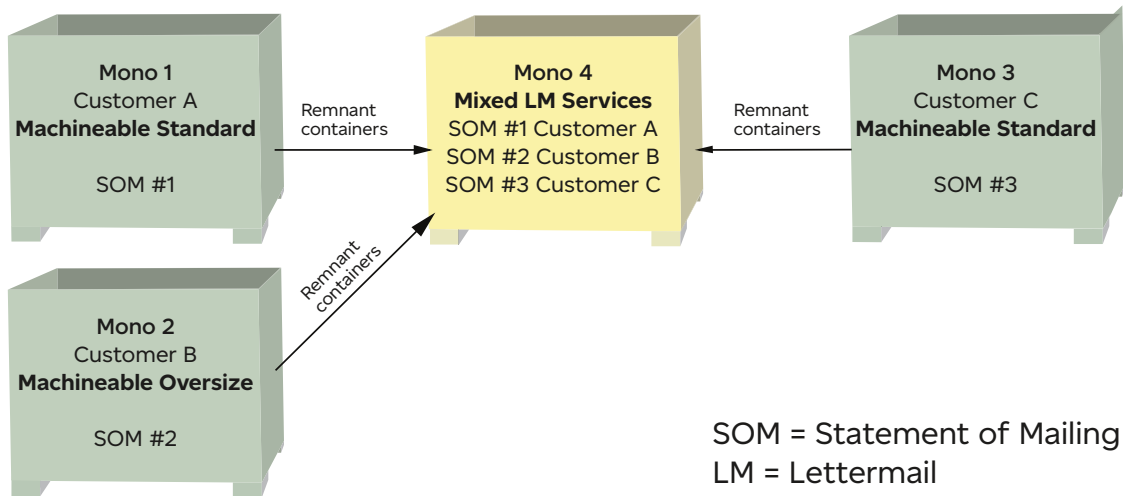 Mono 1
Customer A
Machineable Standard
SOM #1
Remnant
containers
Mono 4
Mixed LM Services
SOM #1 Customer A
SOM #2 Customer B
SOM #3 Customer C
Remnant
containers
Mono 3
Customer C
Machineable Standard
SOM #3
Mono 2
Customer B
Machineable Oversize
SOM #2
Remnant
containers
SOM = Statement of Mailing
LM = Lettermail